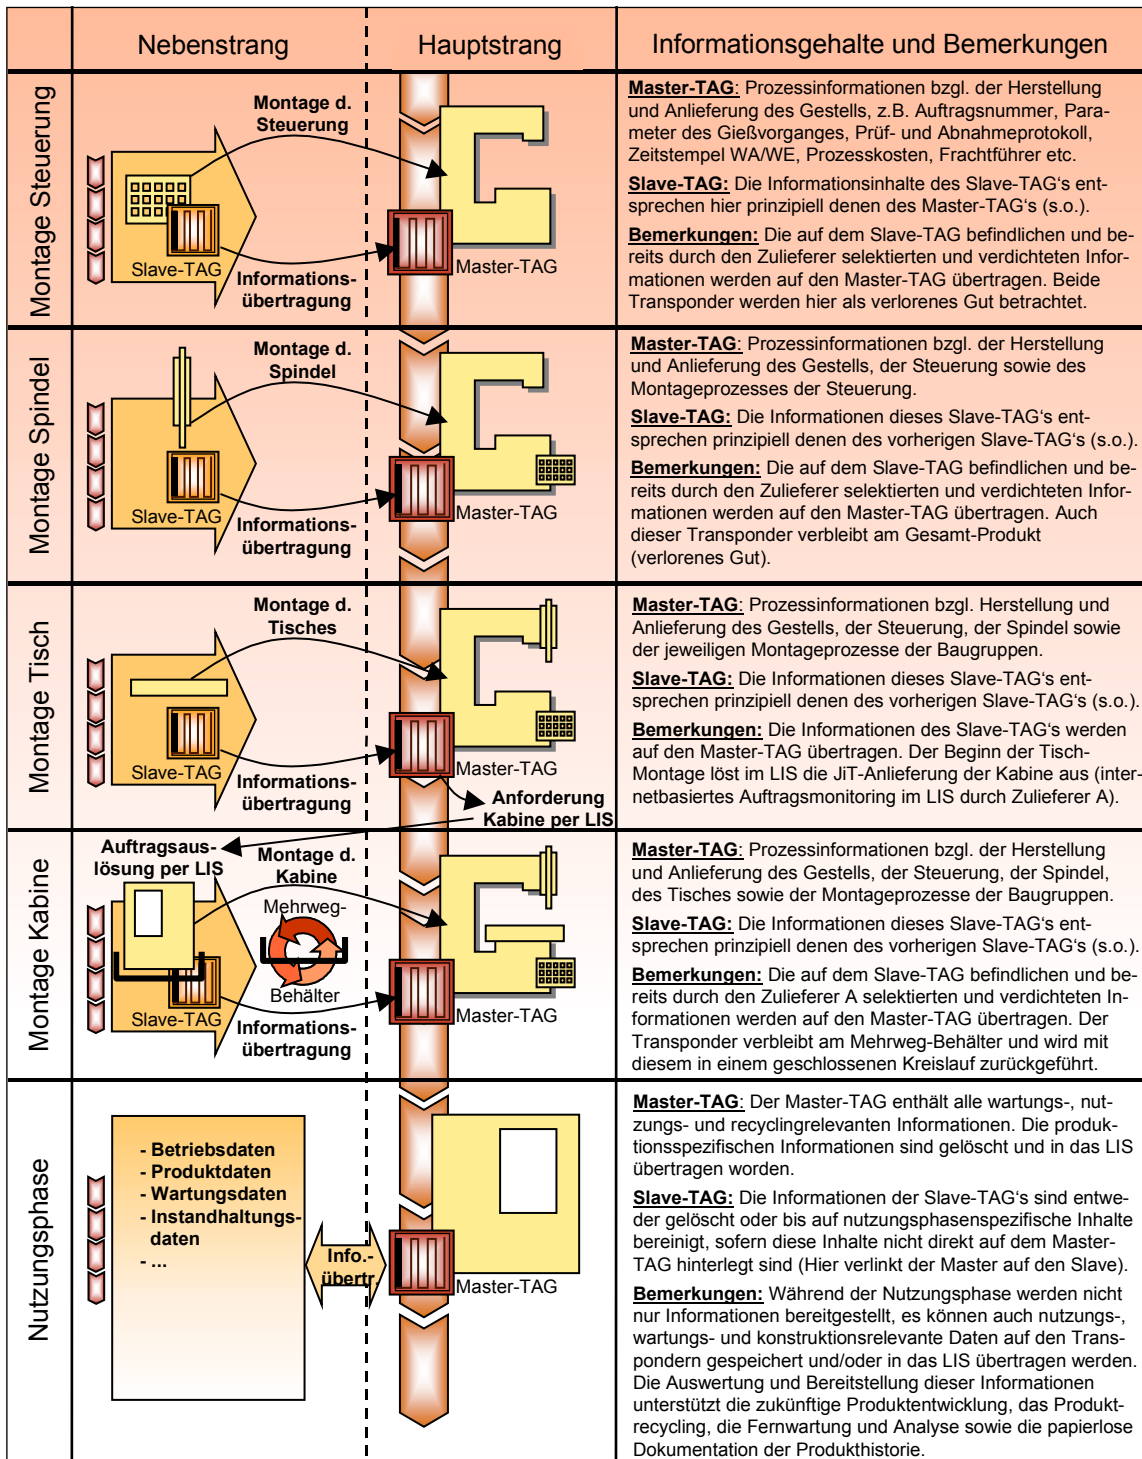 Nebenstrang
Hauptstrang
Informationsgehalte und Bemerkungen
Montage Steuerung
Montage d.
Steuerung
Slave-TAG
Informations-
übertragung
Master-TAG
Master-TAG: Prozessinformationen bzgl. der Herstellung
und Anlieferung des Gestells, z.B. Auftragsnummer, Para-
meter des Gießvorganges, Prüf- und Abnahmeprotokoll,
Zeitstempel WA/WE, Prozesskosten, Frachtführer etc.
Slave-TAG: Die Informationsinhalte des Slave-TAG's ent-
sprechen hier prinzipiell denen des Master-TAG's (s.o.).
Bemerkungen: Die auf dem Slave-TAG befindlichen und be-
reits durch den Zulieferer selektierten und verdichteten Infor-
mationen werden auf den Master-TAG übertragen. Beide
Transponder werden hier als verlorenes Gut betrachtet.
Montage Spindel
Montage d.
Spindel
Slave-TAG
Informations-
übertragung
Master-TAG
Master-TAG: Prozessinformationen bzgl. der Herstellung
und Anlieferung des Gestells, der Steuerung sowie des
Montageprozesses der Steuerung.
Slave-TAG: Die Informationen dieses Slave-TAG's ent-
sprechen prinzipiell denen des vorherigen Slave-TAG's (s.o.).
Bemerkungen: Die auf dem Slave-TAG befindlichen und be-
reits durch den Zulieferer selektierten und verdichteten Infor-
mationen werden auf den Master-TAG übertragen. Auch
dieser Transponder verbleibt am Gesamt-Produkt
(verlorenes Gut).
Montage Tisch
Montage d.
Tisches
Slave-TAG
Informations-
übertragung
Master-TAG
Anforderung
Kabine per LIS
Master-TAG: Prozessinformationen bzgl. Herstellung und
Anlieferung des Gestells, der Steuerung, der Spindel sowie
der jeweiligen Montageprozesse der Baugruppen.
Slave-TAG: Die Informationen dieses Slave-TAG's ent-
sprechen prinzipiell denen des vorherigen Slave-TAG's (s.o.).
Bemerkungen: Die Informationen des Slave-TAG's werden
auf den Master-TAG übertragen. Der Beginn der Tisch-
Montage löst im LIS die JiT-Anlieferung der Kabine aus (inter-
netbasiertes Auftragsmonitoring im LIS durch Zulieferer A).
Montage Kabine
Auftragsaus-
lösung per LIS
Montage d.
Kabine
Mehrweg-
Behälter
Slave-TAG
Informations-
übertragung
Master-TAG
Master-TAG: Prozessinformationen bzgl. der Herstellung
und Anlieferung des Gestells, der Steuerung, der Spindel,
des Tisches sowie der Montageprozesse der Baugruppen.
Slave-TAG: Die Informationen dieses Slave-TAG's ent-
sprechen prinzipiell denen des vorherigen Slave-TAG's (s.o.).
Bemerkungen: Die auf dem Slave-TAG befindlichen und be-
reits durch den Zulieferer A selektierten und verdichteten In-
formationen werden auf den Master-TAG übertragen. Der
Transponder verbleibt am Mehrweg-Behälter und wird mit
diesem in einem geschlossenen Kreislauf zurückgeführt.
Nutzungsphase
- Betriebsdaten
- Produktdaten
- Wartungsdaten
- Instandhaltungs-
daten
- ...
Info.-
übertr.
Master-TAG
Master-TAG: Der Master-TAG enthält alle wartungs-, nut-
zungs- und recyclingrelevanten Informationen. Die produk-
tionsspezifischen Informationen sind gelöscht und in das LIS
übertragen worden.
Slave-TAG: Die Informationen der Slave-TAG's sind entwe-
der gelöscht oder bis auf nutzungsphasenspezifische Inhalte
bereinigt, sofern diese Inhalte nicht direkt auf dem Master-
TAG hinterlegt sind (Hier verlinkt der Master auf den Slave).
Bemerkungen: Während der Nutzungsphase werden nicht
nur Informationen bereitgestellt, es können auch nutzungs-,
wartungs- und konstruktionsrelevante Daten auf den Trans-
pondern gespeichert und/oder in das LIS übertragen werden.
Die Auswertung und Bereitstellung dieser Informationen
unterstützt die zukünftige Produktentwicklung, das Produkt-
recycling, die Fernwartung und Analyse sowie die papierlose
Dokumentation der Produkthistorie.